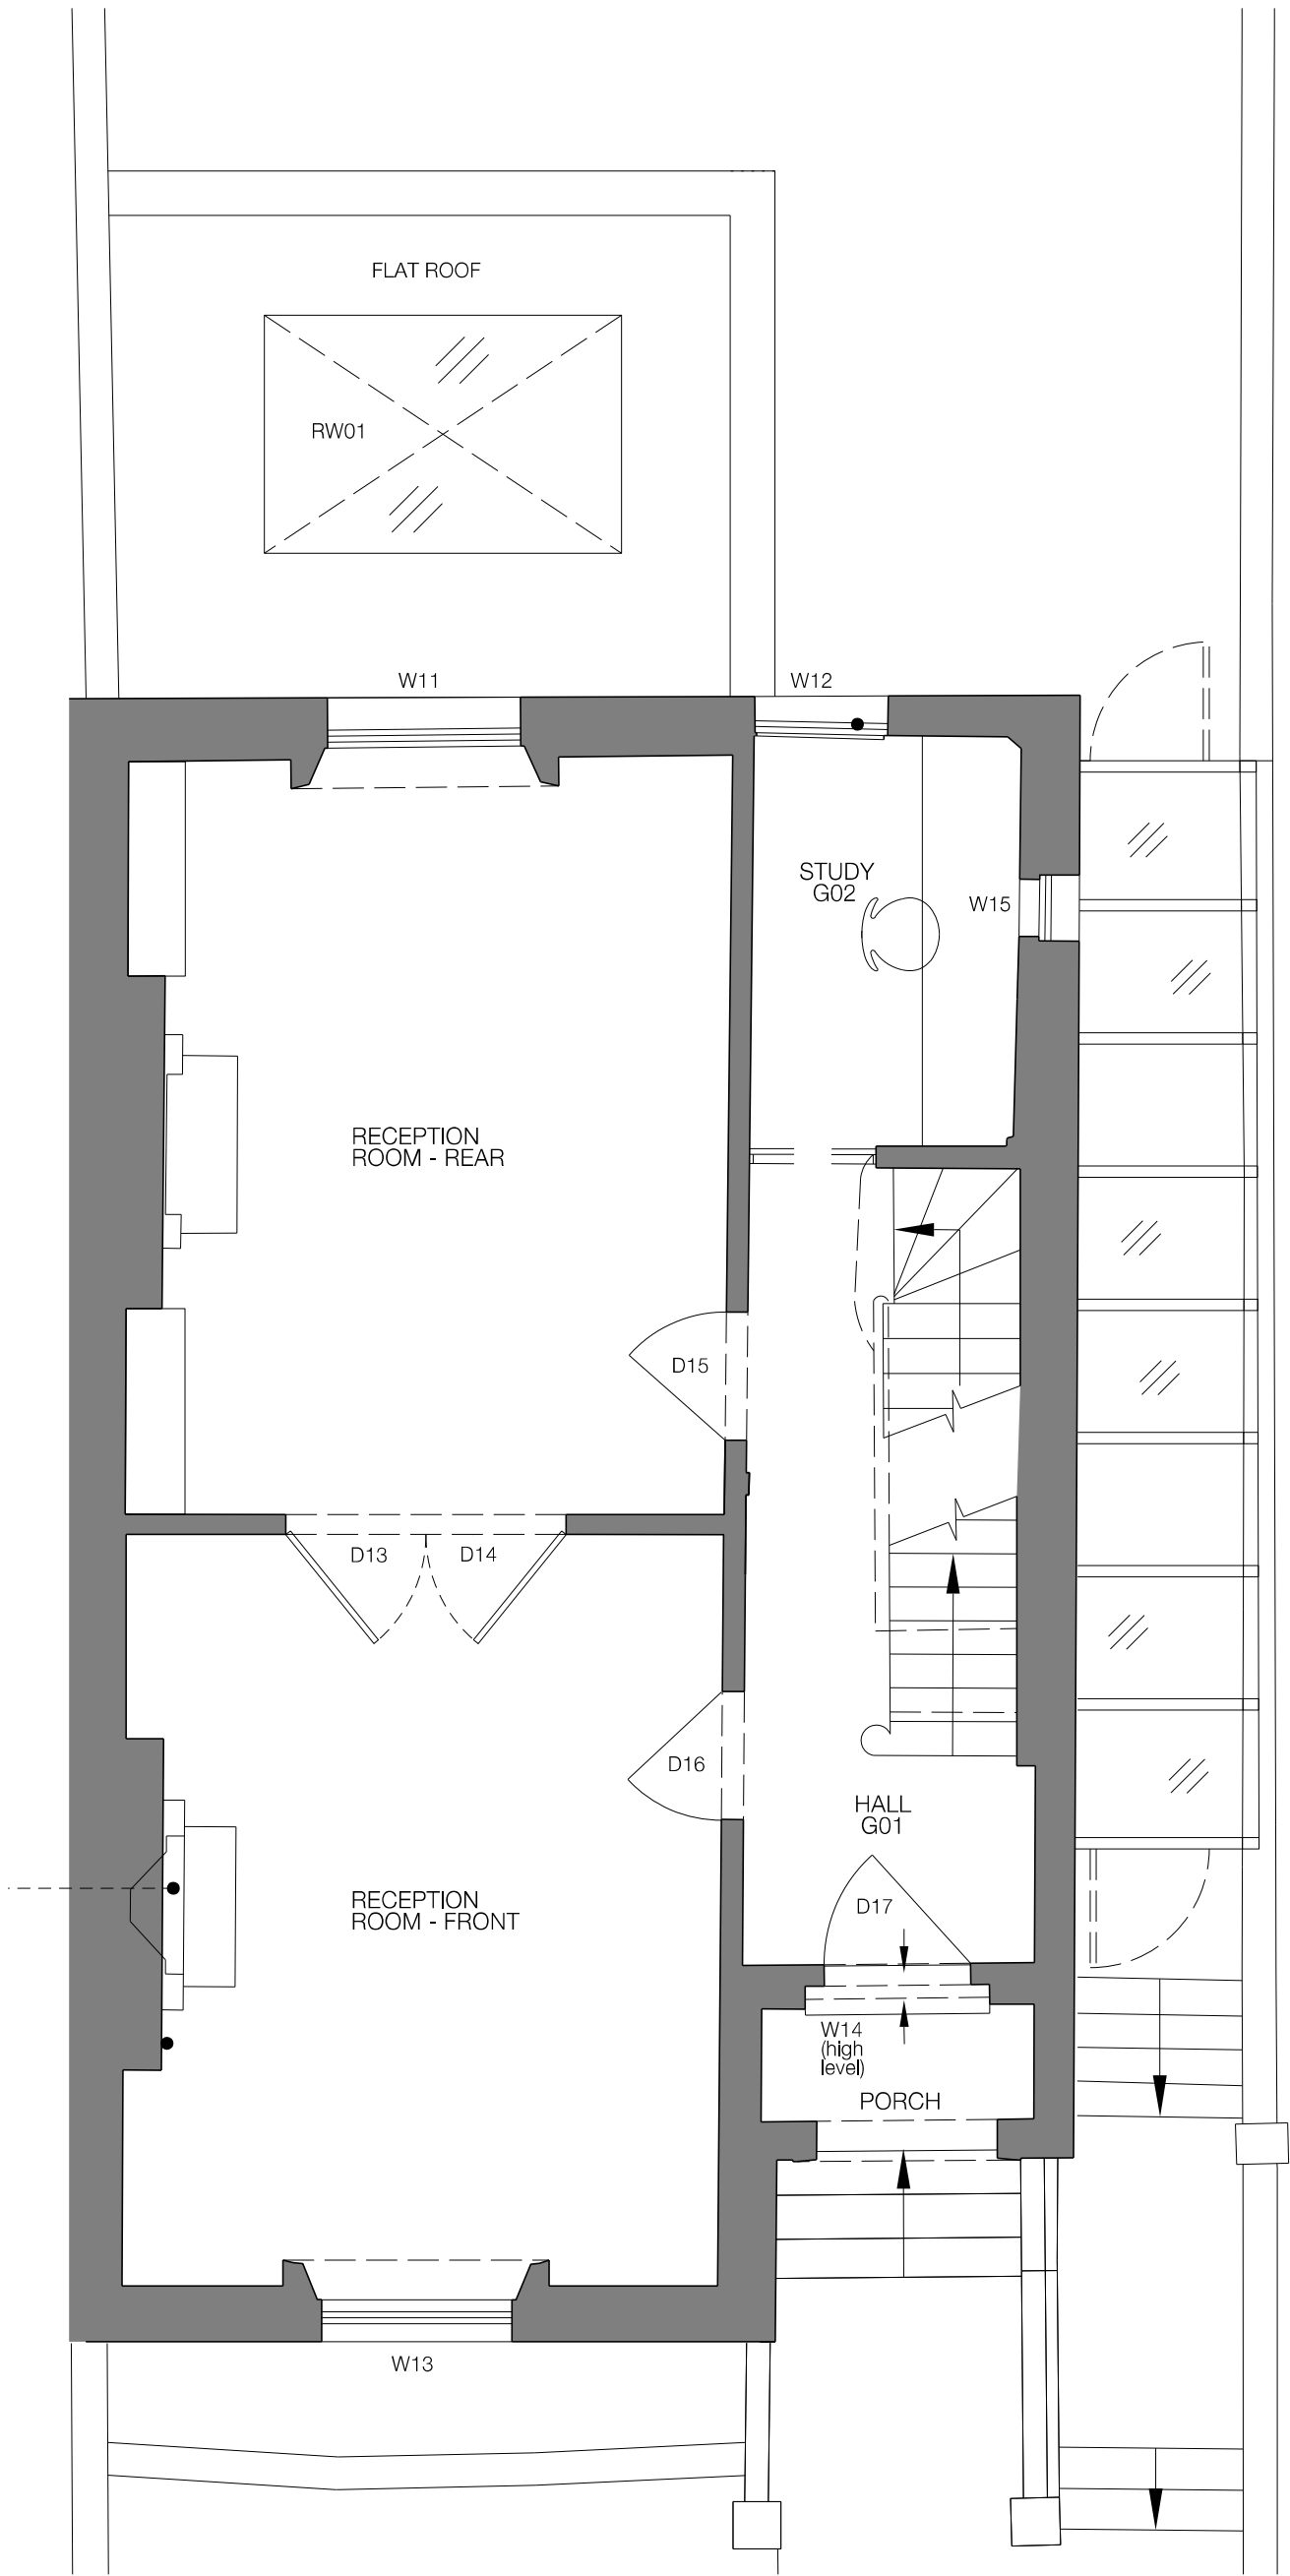 FLAT ROOF
RW01
W11
W12
STUDY
G02
W15
RECEPTION
ROOM - REAR
D15
D13
D14
D16
HALL
G01
RECEPTION
ROOM - FRONT
D17
W14
(high
level)
PORCH
W13